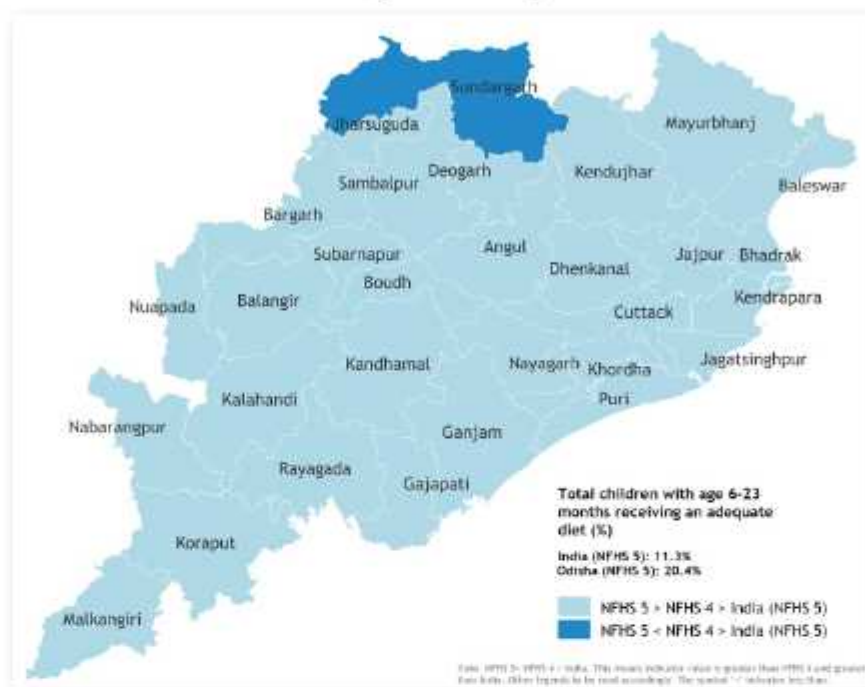 Sundargarh
Jharsuguda
Mayurbhanj
Deogarh
Kendujhar
Sambalpur
Baleswar
Bargarh
Subarnapur
Angul
Jajpur
Bhadrak
Dhenkanal
Boudh
Nuapada
Balangir
Kendrapara
Cuttack
Kandhamal
Nayagarh
Khordha
Jagatsinghpur
Kalahandi
Puri
Nabarangpur
Ganjam
Rayagada
Gajapati
Koraput
Malkangiri
Total children with age 6-23
months receiving an adequate
diet (%)
India (NFHS 5): 11.3%
Odisha (NFHS 5): 20.4%
NFHS 5 > NFHS 4 > India (NFHS 5)
NFHS 5 < NFHS 4 > India (NFHS 5)